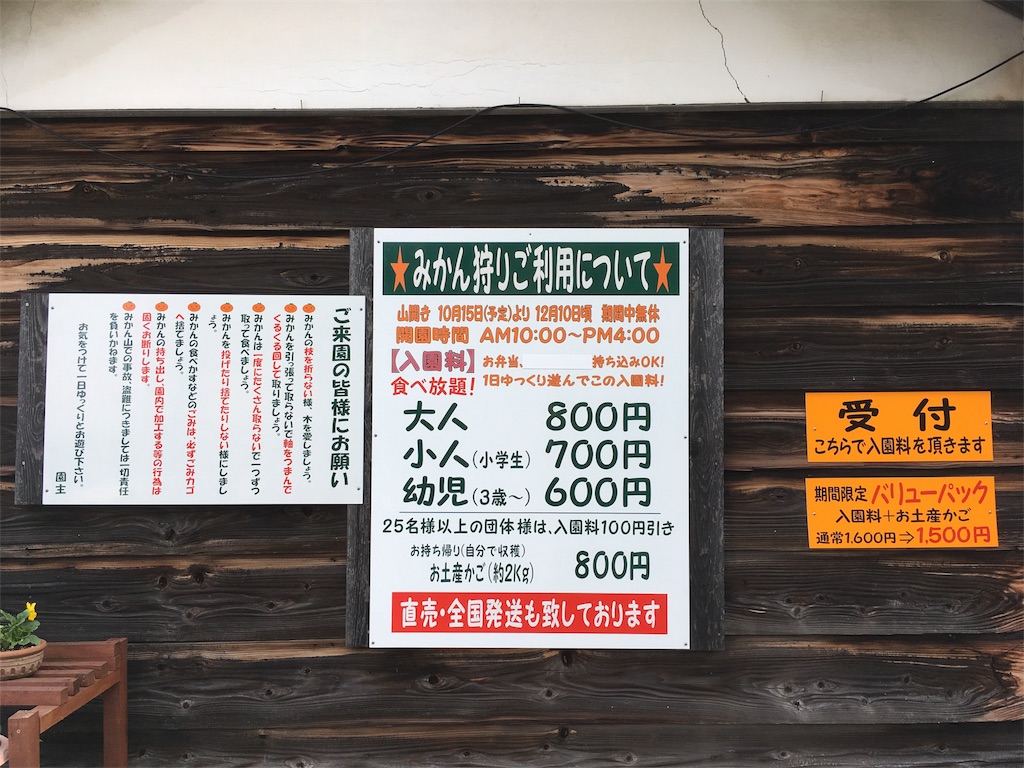 ご来園の皆様にお願い
みかんの枝を折らない様、木を愛しましょう。
みかんを引っ張って取らないで軸をつまんで
くるくる回して取りましょう。
みかんは一度にたくさん取らないで一つずつ
取って食べましょう。
みかんを投げたり捨てたりしない様にしまし
ょう。
みかんの食べかすなどのごみは、必ずごみカゴ
へ捨てましょう。
みかんの持ち出し、園内で加工する等の行為は
固くお断りします。
みかん山での事故、盗難につきましては一切責任
を負いかねます。
お気をつけて一日ゆっくりとお遊び下さい。
園主
★みかん狩りご利用について★
山開き 10月15日(予定)より 12月10日頃 期間中無休
開園時間 AM10:00～PM4:00
【入園料】お弁当、 持ち込みOK!
食べ放題! 1日ゆっくり遊んでこの入園料!
大人 800円
小人(小学生) 700円
幼児(3歳～) 600円
25名様以上の団体様は、入園料100円引き
お持ち帰り(自分で収穫)
お土産かご(約2Kg) 800円
直売・全国発送も致しております
受付
こちらで入園料を頂きます
期間限定 バリューパック
入園料+お土産かご
通常1,600円⇒1,500円